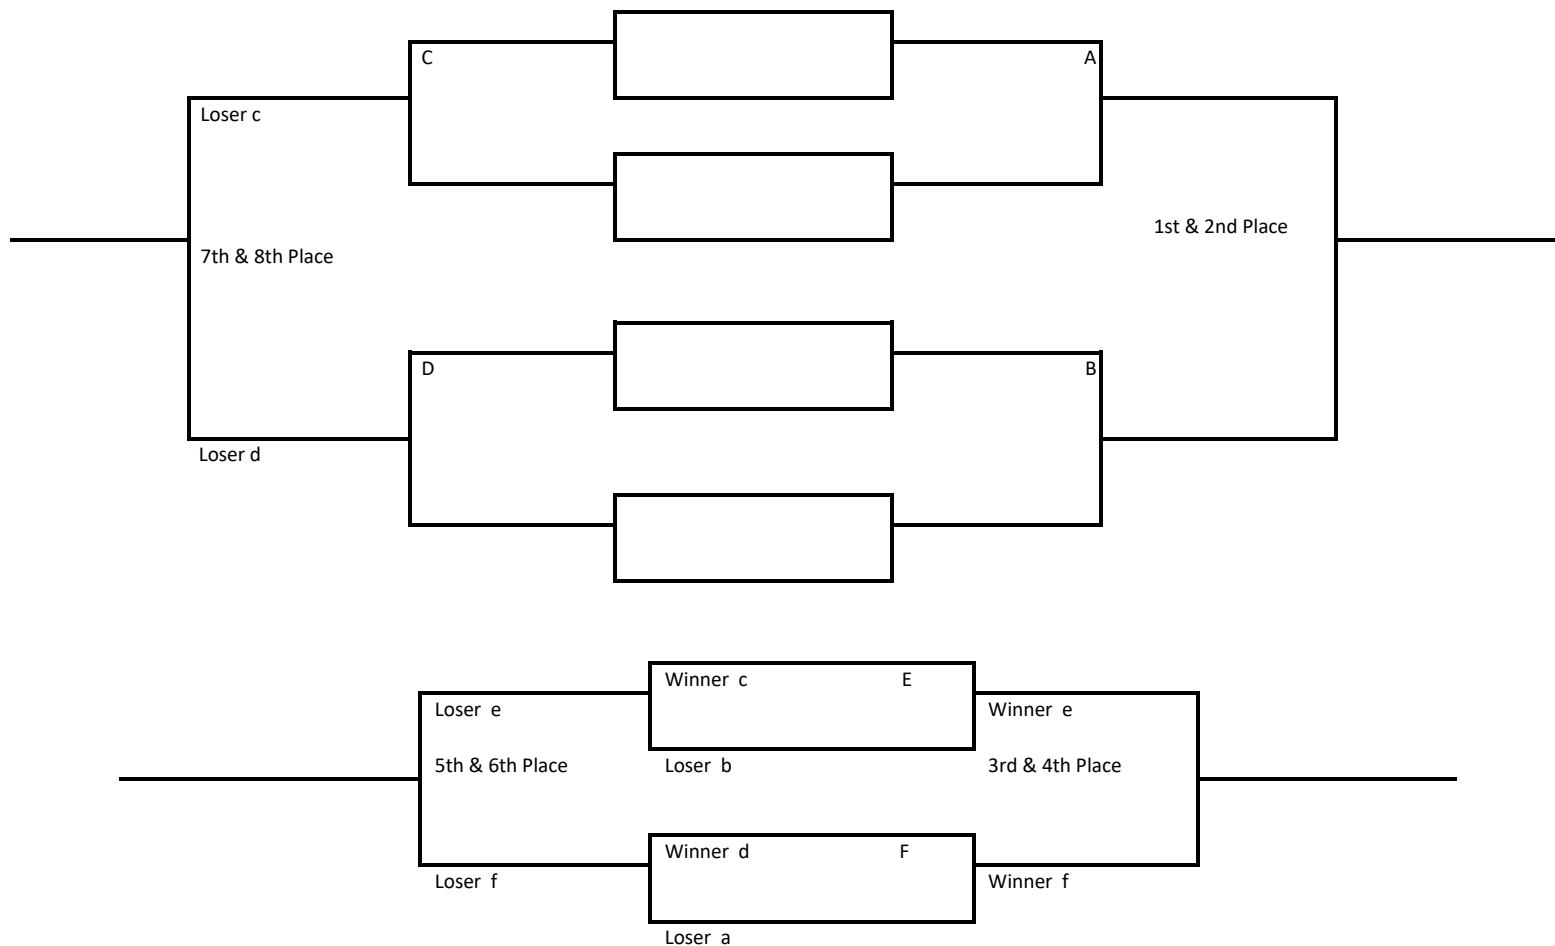 C
A
Loser c
1st & 2nd Place
7th & 8th Place
D
B
Loser d
Winner c
E
Loser e
Winner e
5th & 6th Place
Loser b
3rd & 4th Place
Winner d
F
Loser f
Winner f
Loser a